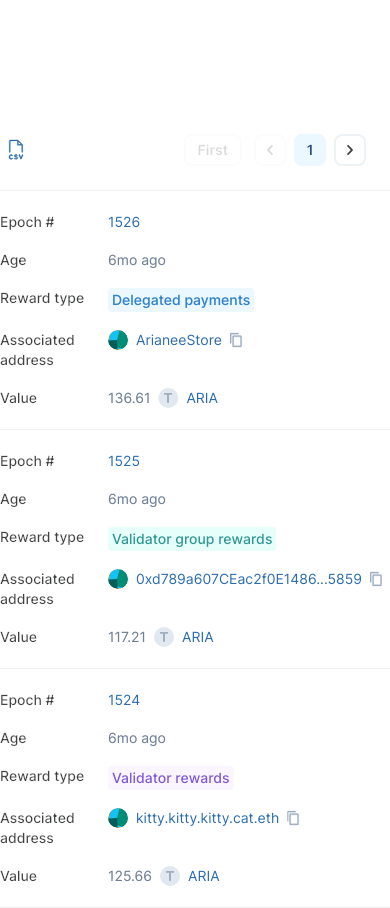 CSV First < 1 >
Epoch # 1526
Age 6mo ago
Reward type Delegated payments
Associated address ArianeeStore
Value 136.61 T ARIA
Epoch # 1525
Age 6mo ago
Reward type Validator group rewards
Associated address 0xd789a607CEac2f0E1486...5859
Value 117.21 T ARIA
Epoch # 1524
Age 6mo ago
Reward type Validator rewards
Associated address kitty.kitty.kitty.cat.eth
Value 125.66 T ARIA